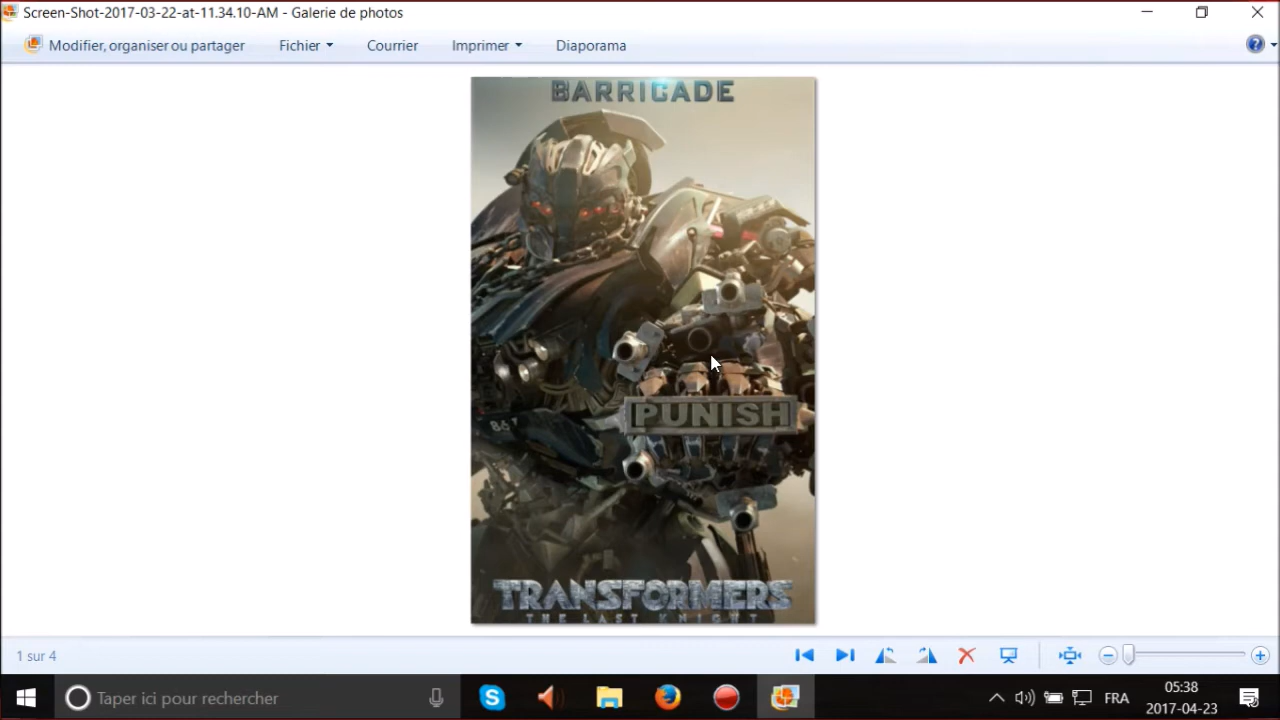 Screen-Shot-2017-03-22-at-11.34.10-AM - Galerie de photos
Modifier, organiser ou partager Fichier Courrier Imprimer Diaporama
BARRICADE
86
PUNISH
TRANSFORMERS
THE LAST KNIGHT
1 sur 4
Taper ici pour rechercher
FRA
05:38
2017-04-23